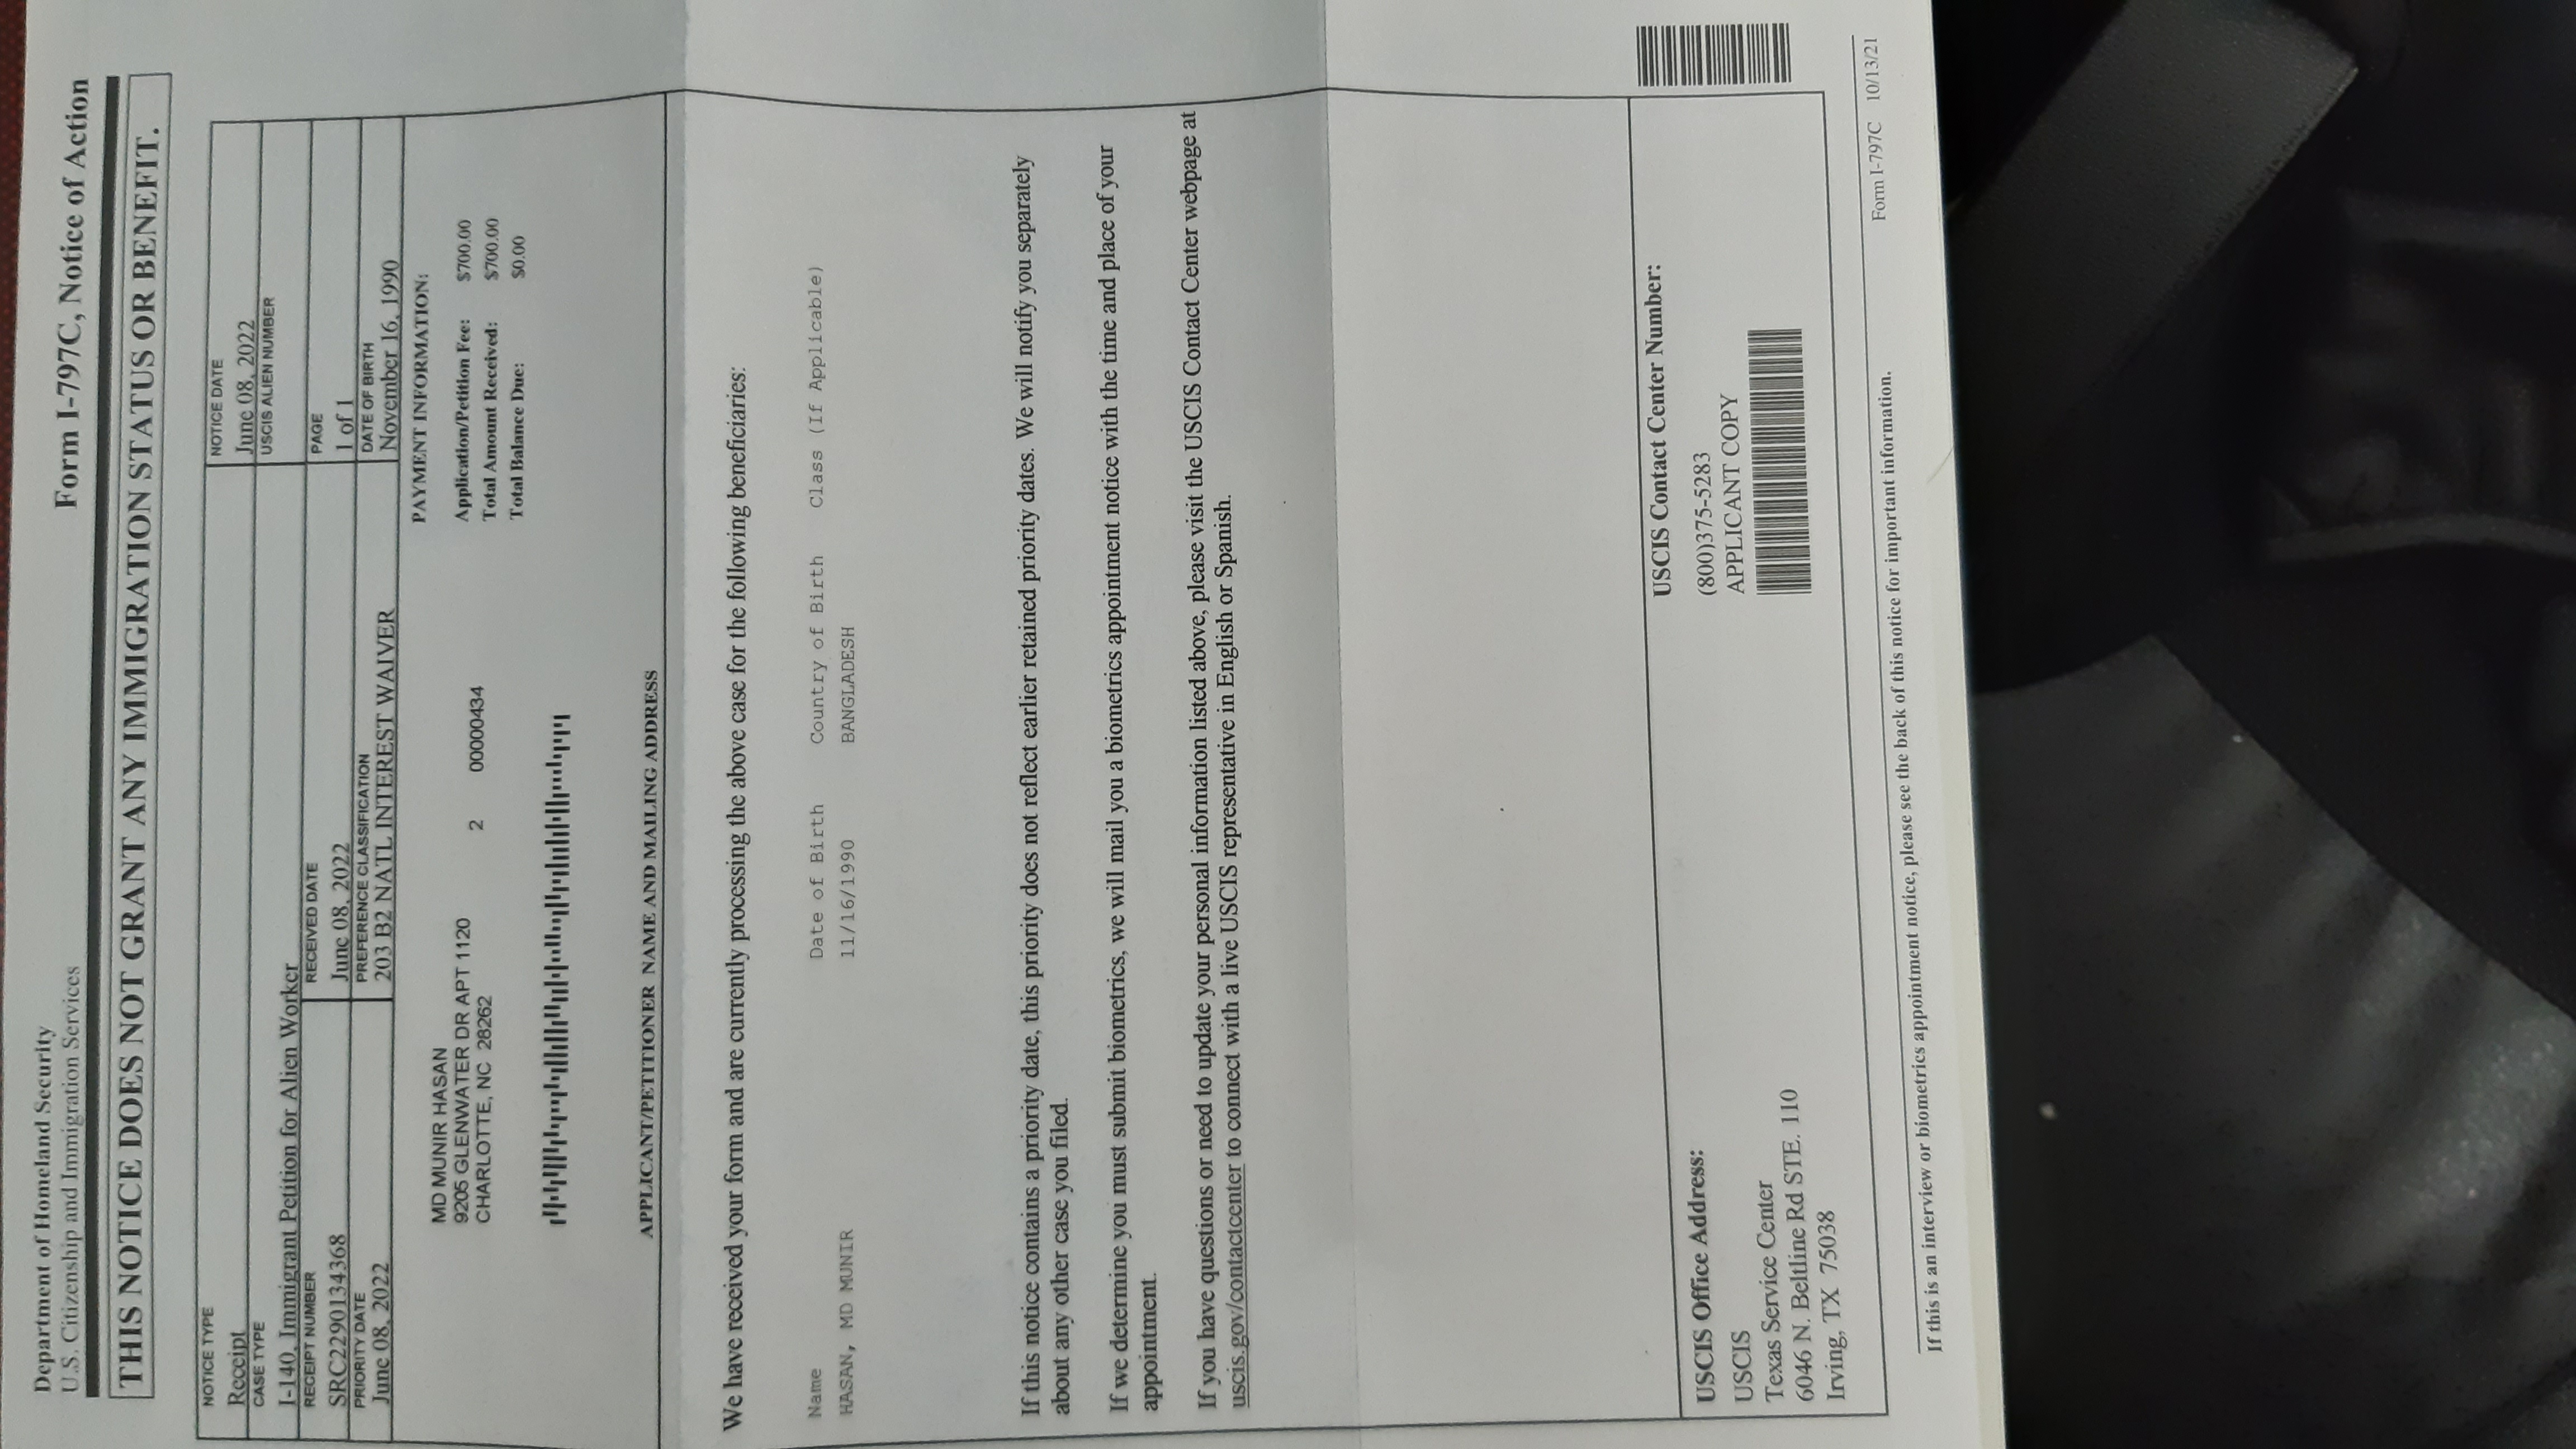 Department of Homeland Security
U.S. Citizenship and Immigration Services
Form I-797C, Notice of Action
THIS NOTICE DOES NOT GRANT ANY IMMIGRATION STATUS OR BENEFIT.
NOTICE TYPE
Receipt
NOTICE DATE
June 08, 2022
CASE TYPE
I-140, Immigrant Petition for Alien Worker
USCIS ALIEN NUMBER
RECEIPT NUMBER
SRC2290134368
RECEIVED DATE
June 08, 2022
PAGE
1 of 1
PRIORITY DATE
June 08, 2022
PREFERENCE CLASSIFICATION
203 B2 NATL INTEREST WAIVER
DATE OF BIRTH
November 16, 1990
MD MUNIR HASAN
9205 GLENWATER DR APT 1120
CHARLOTTE, NC 28262
2 00000434
PAYMENT INFORMATION:
Application/Petition Fee: $700.00
Total Amount Received: $700.00
Total Balance Due: $0.00
APPLICANT/PETITIONER NAME AND MAILING ADDRESS
We have received your form and are currently processing the above case for the following beneficiaries:
Name Date of Birth Country of Birth Class (If Applicable)
HASAN, MD MUNIR 11/16/1990 BANGLADESH
If this notice contains a priority date, this priority does not reflect earlier retained priority dates. We will notify you separately
about any other case you filed.
If we determine you must submit biometrics, we will mail you a biometrics appointment notice with the time and place of your
appointment.
If you have questions or need to update your personal information listed above, please visit the USCIS Contact Center webpage at
uscis.gov/contactcenter to connect with a live USCIS representative in English or Spanish.
USCIS Office Address:
USCIS
Texas Service Center
6046 N. Beltline Rd STE. 110
Irving, TX 75038
USCIS Contact Center Number:
(800)375-5283
APPLICANT COPY
If this is an interview or biometrics appointment notice, please see the back of this notice for important information.
Form I-797C 10/13/21